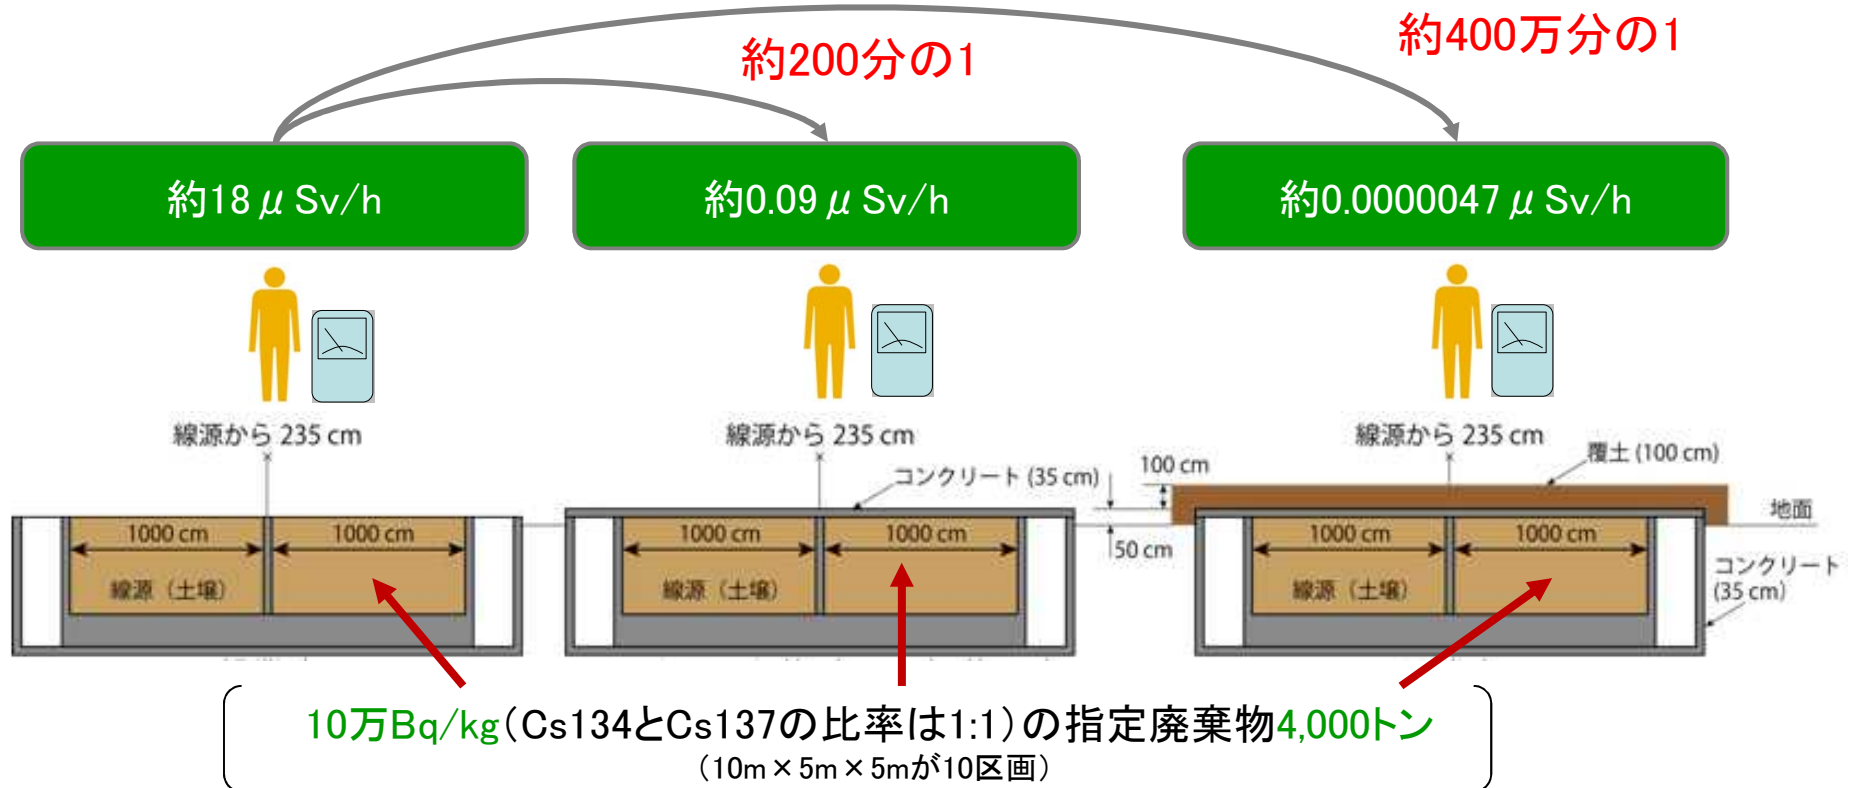 約200分の1
約400万分の1
約18μSv/h
約0.09μSv/h
約0.0000047μSv/h
線源から 235 cm
線源から 235 cm
線源から 235 cm
コンクリート (35 cm)
100 cm
覆土 (100 cm)
地面
1000 cm
1000 cm
1000 cm
1000 cm
50 cm
1000 cm
1000 cm
線源（土壌）
線源（土壌）
線源（土壌）
コンクリート
(35 cm)
10万Bq/kg(Cs134とCs137の比率は1:1)の指定廃棄物4,000トン
(10m×5m×5mが10区画)